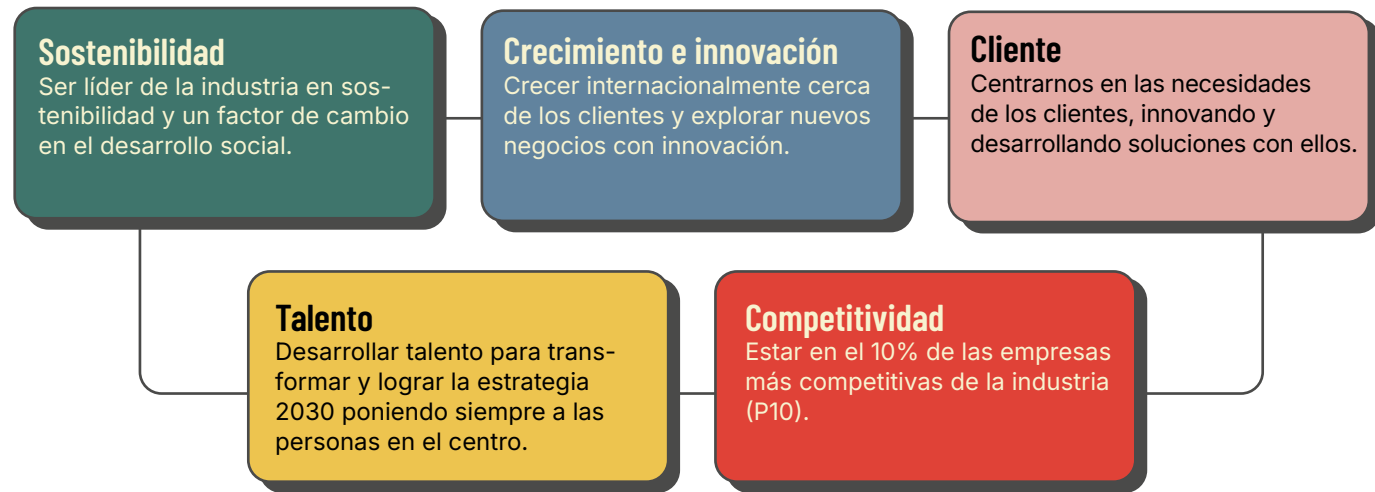 Sostenibilidad
Ser líder de la industria en sos-
tenibilidad y un factor de cambio
en el desarrollo social.
Crecimiento e innovación
Crecer internacionalmente cerca
de los clientes y explorar nuevos
negocios con innovación.
Cliente
Centrarnos en las necesidades
de los clientes, innovando y
desarrollando soluciones con ellos.
Talento
Desarrollar talento para trans-
formar y lograr la estrategia
2030 poniendo siempre a las
personas en el centro.
Competitividad
Estar en el 10% de las empresas
más competitivas de la industria
(P10).